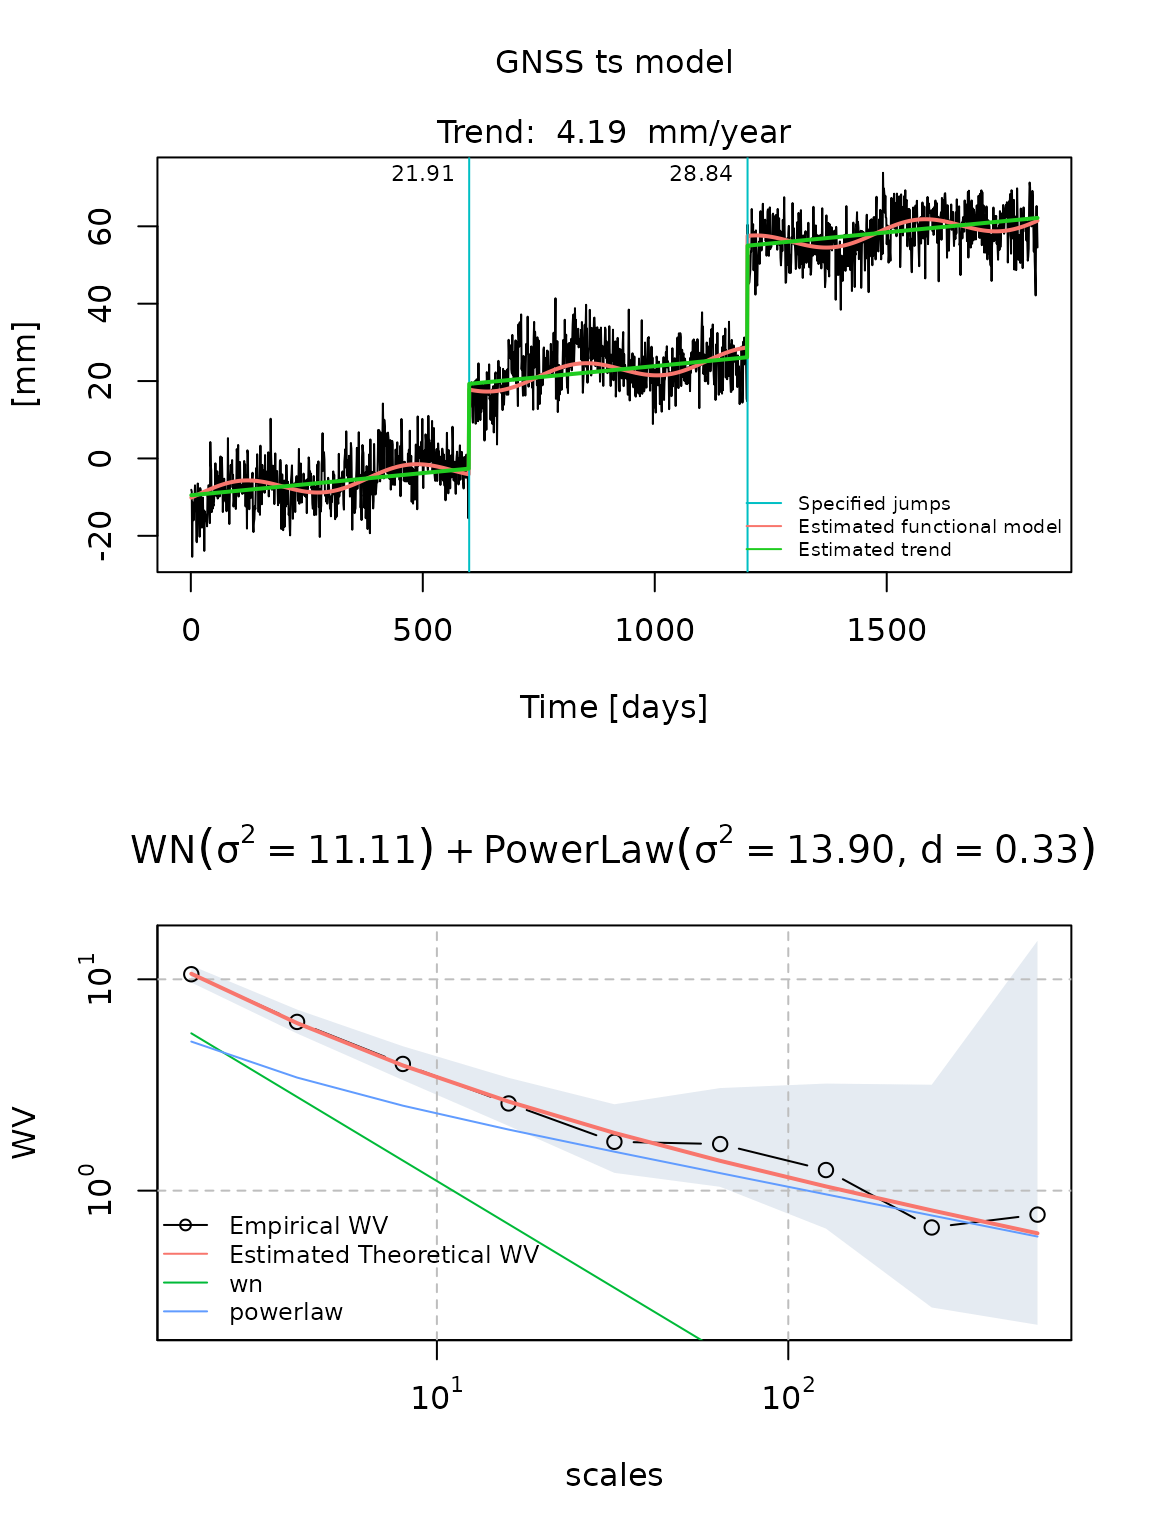 GNSS ts model
Trend:  4.19  mm/year
21.91
28.84
[mm]
60
40
20
0
-20
Specified jumps
Estimated functional model
Estimated trend
0 500 1000 1500
Time [days]
WN(σ² = 11.11) + PowerLaw(σ² = 13.90, d = 0.33)
WV
10¹
10⁰
Empirical WV
Estimated Theoretical WV
wn
powerlaw
10¹ 10²
scales